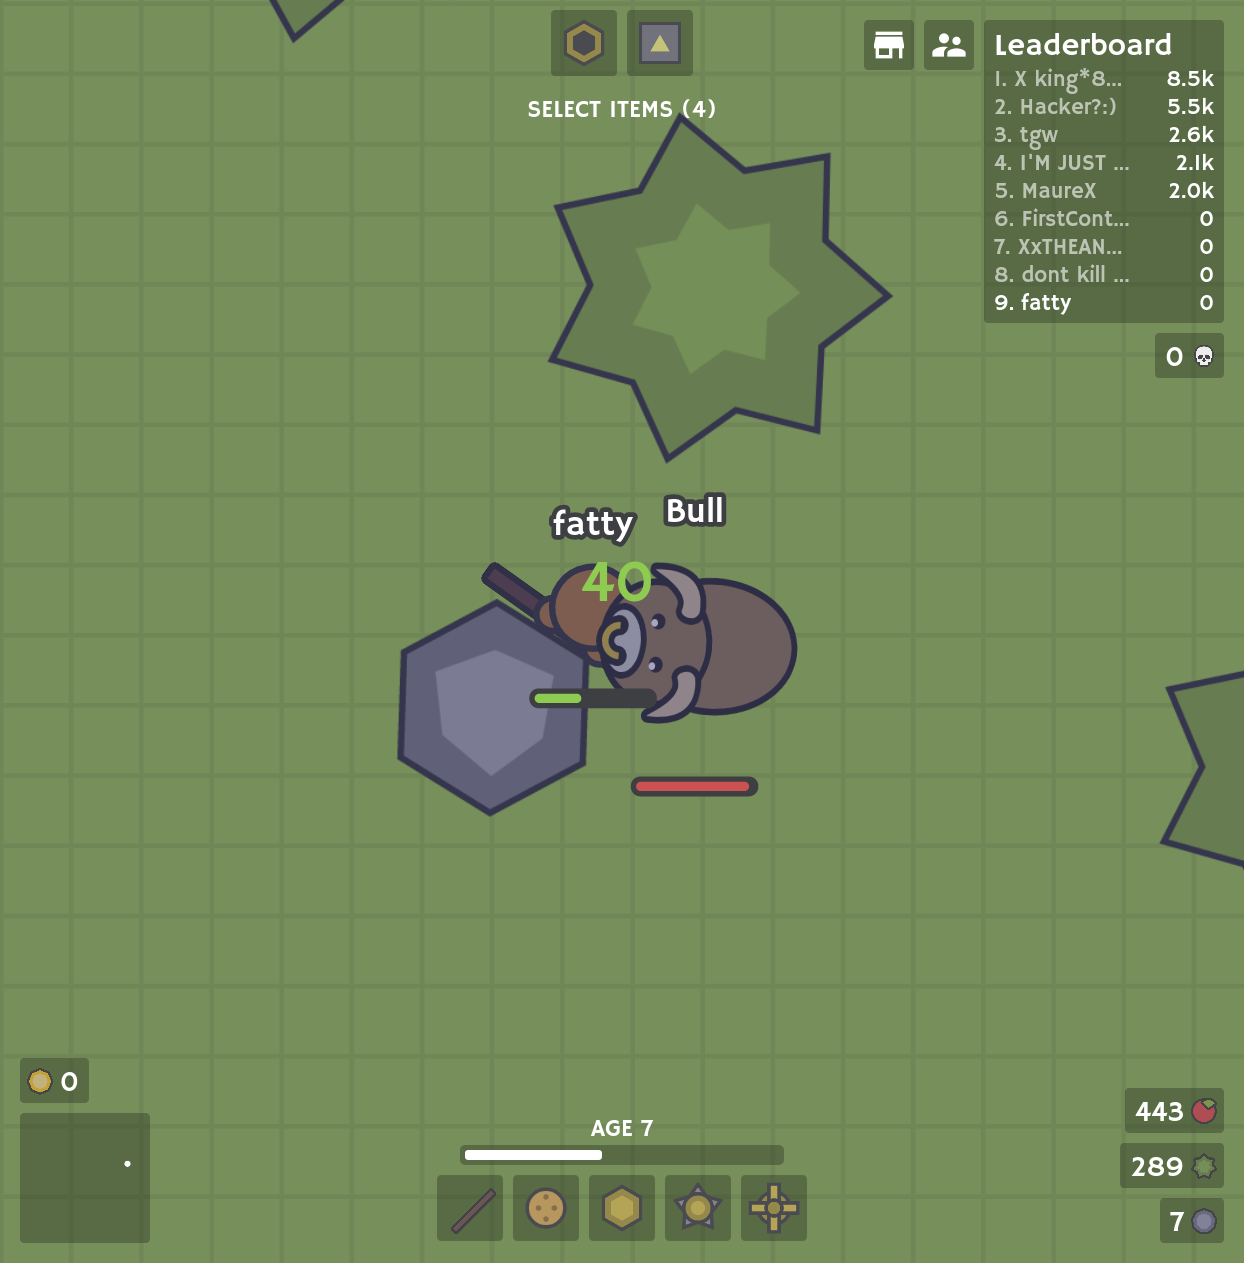 SELECT ITEMS (4)
Leaderboard
1. X king*8... 8.5k
2. Hacker?:) 5.5k
3. tgw 2.6k
4. I'M JUST ... 2.1k
5. MaureX 2.0k
6. FirstCont... 0
7. XxTHEAN... 0
8. dont kill ... 0
9. fatty 0
0
fatty
Bull
40
0
AGE 7
443
289
7